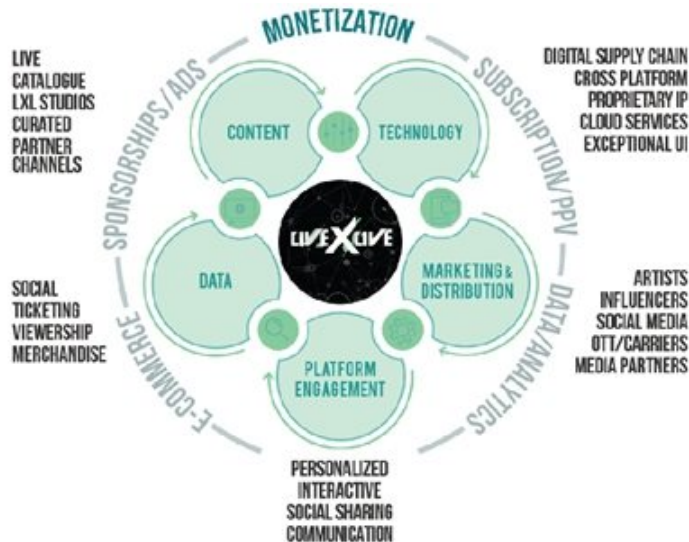 MONETIZATION
SPONSORSHIPS/ADS
SUBSCRIPTION/PPV
LIVE
CATALOGUE
LXL STUDIOS
CURATED
PARTNER
CHANNELS
DIGITAL SUPPLY CHAIN
CROSS PLATFORM
PROPRIETARY IP
CLOUD SERVICES
EXCEPTIONAL UI
CONTENT
TECHNOLOGY
LIVEXLIVE
DATA
MARKETING &
DISTRIBUTION
SOCIAL
TICKETING
VIEWERSHIP
MERCHANDISE
ARTISTS
INFLUENCERS
SOCIAL MEDIA
OTT/CARRIERS
MEDIA PARTNERS
E-COMMERCE
DATA/ANALYTICS
PLATFORM
ENGAGEMENT
PERSONALIZED
INTERACTIVE
SOCIAL SHARING
COMMUNICATION